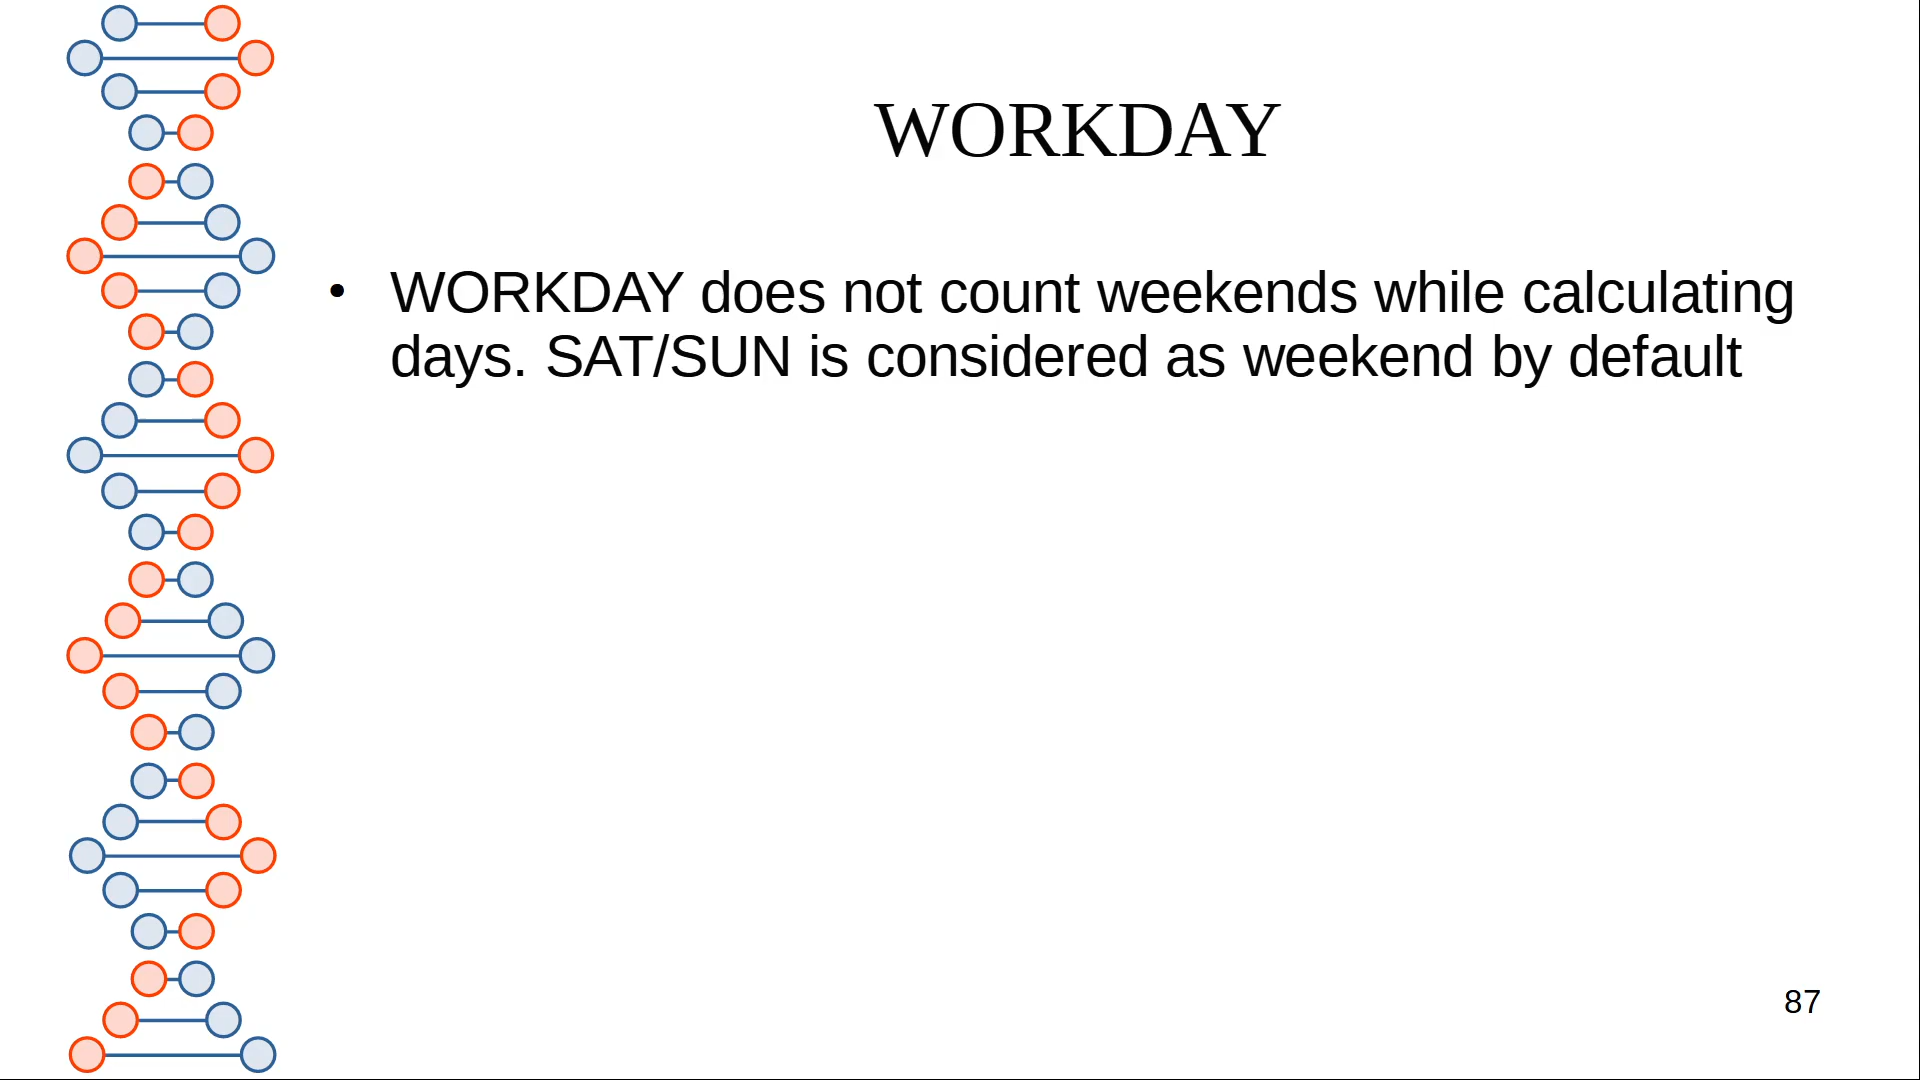 WORKDAY
• WORKDAY does not count weekends while calculating
days. SAT/SUN is considered as weekend by default
87